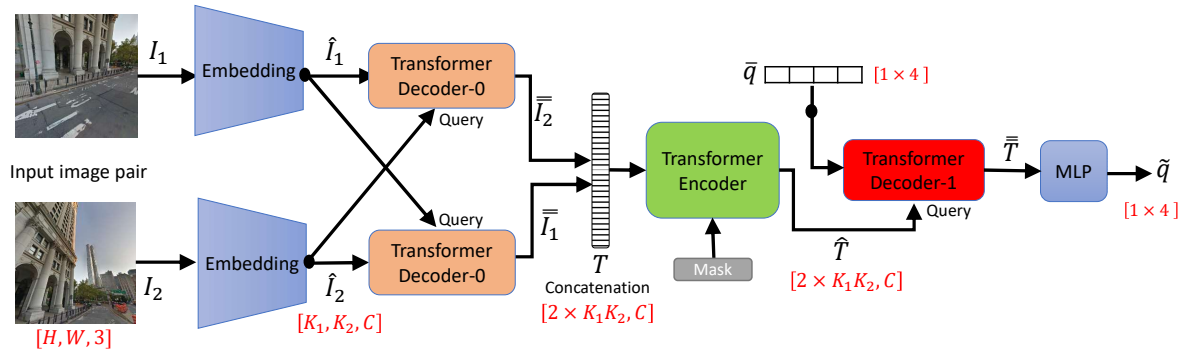 I₁
Embedding
Î₁
Transformer
Decoder-0
Query
I̿₂
q̄
[1 × 4]
Input image pair
Transformer
Encoder
Transformer
Decoder-1
Query
T̿
MLP
q̃
[1 × 4]
I₂
Embedding
Î₂
Query
Transformer
Decoder-0
I̿₁
T
Concatenation
[2 × K₁K₂, C]
Mask
T̂
[2 × K₁K₂, C]
[H, W, 3]
[K₁, K₂, C]